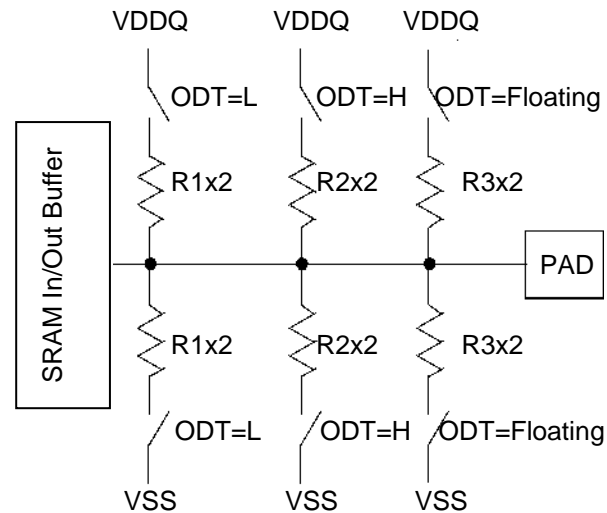 VDDQ VDDQ VDDQ
ODT=L ODT=H ODT=Floating
R1x2 R2x2 R3x2
SRAM In/Out Buffer
PAD
R1x2 R2x2 R3x2
ODT=L ODT=H ODT=Floating
VSS VSS VSS